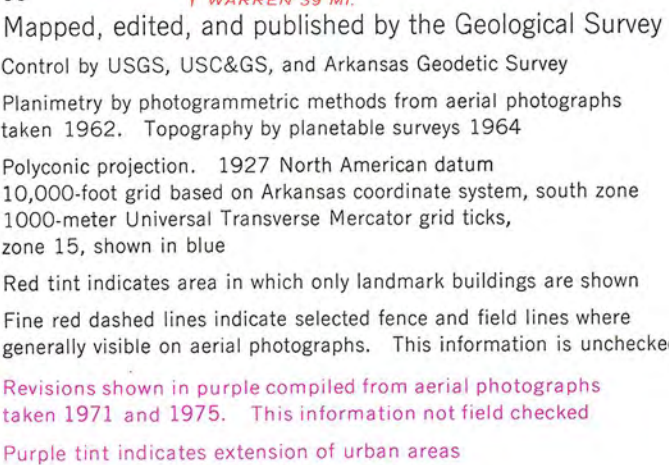 WARREN 39 MI.
Mapped, edited, and published by the Geological Survey
Control by USGS, USC&GS, and Arkansas Geodetic Survey
Planimetry by photogrammetric methods from aerial photographs
taken 1962. Topography by planetable surveys 1964
Polyconic projection. 1927 North American datum
10,000-foot grid based on Arkansas coordinate system, south zone
1000-meter Universal Transverse Mercator grid ticks,
zone 15, shown in blue
Red tint indicates area in which only landmark buildings are shown
Fine red dashed lines indicate selected fence and field lines where
generally visible on aerial photographs. This information is unchecke
Revisions shown in purple compiled from aerial photographs
taken 1971 and 1975. This information not field checked
Purple tint indicates extension of urban areas